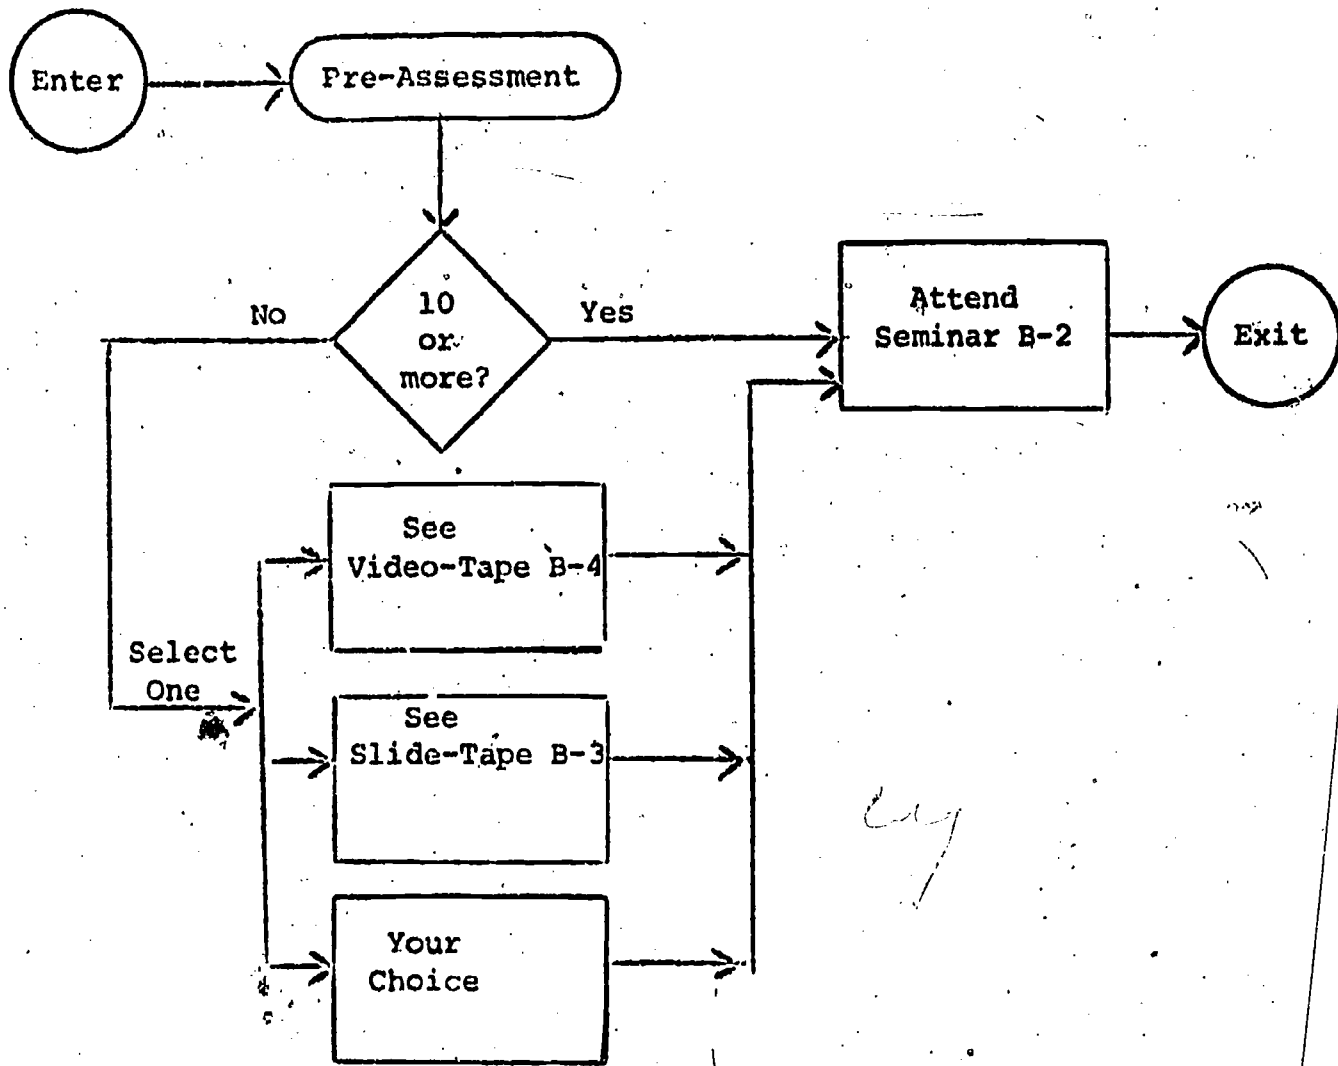 Enter
Pre-Assessment
10
or
more?
No
Yes
Attend
Seminar B-2
Exit
See
Video-Tape B-4
Select
One
See
Slide-Tape B-3
Your
Choice